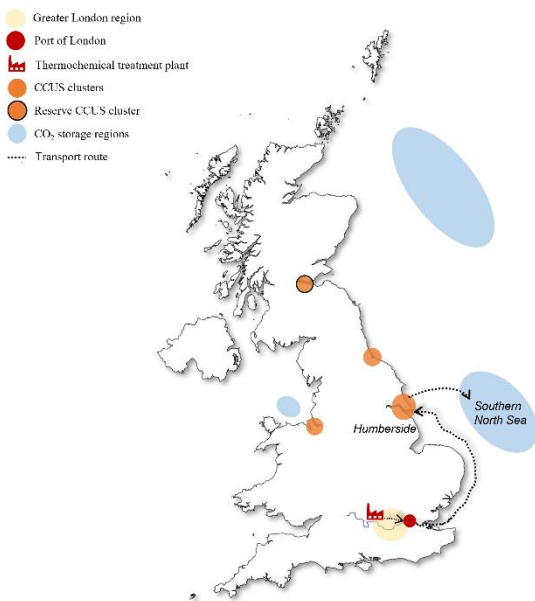 Greater London region
Port of London
Thermochemical treatment plant
CCUS clusters
Reserve CCUS cluster
CO₂ storage regions
Transport route
Southern
North Sea
Humberside